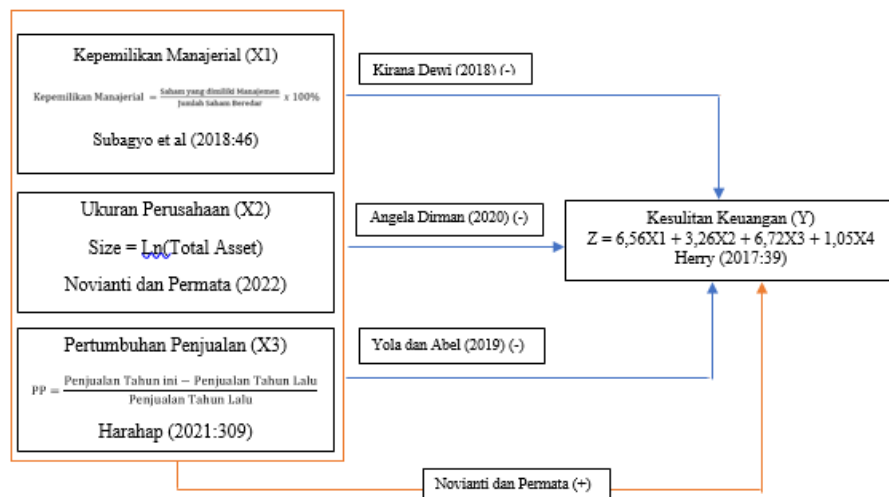 Kepemilikan Manajerial (X1)
Kepemilikan Manajerial = Saham yang dimiliki Manajemen / Jumlah Saham Beredar x 100%
Subagyo et al (2018:46)
Kirana Dewi (2018) (-)
Ukuran Perusahaan (X2)
Size = Ln(Total Asset)
Novianti dan Permata (2022)
Angela Dirman (2020) (-)
Kesulitan Keuangan (Y)
Z = 6,56X1 + 3,26X2 + 6,72X3 + 1,05X4
Herry (2017:39)
Pertumbuhan Penjualan (X3)
PP = Penjualan Tahun ini − Penjualan Tahun Lalu / Penjualan Tahun Lalu
Harahap (2021:309)
Yola dan Abel (2019) (-)
Novianti dan Permata (+)